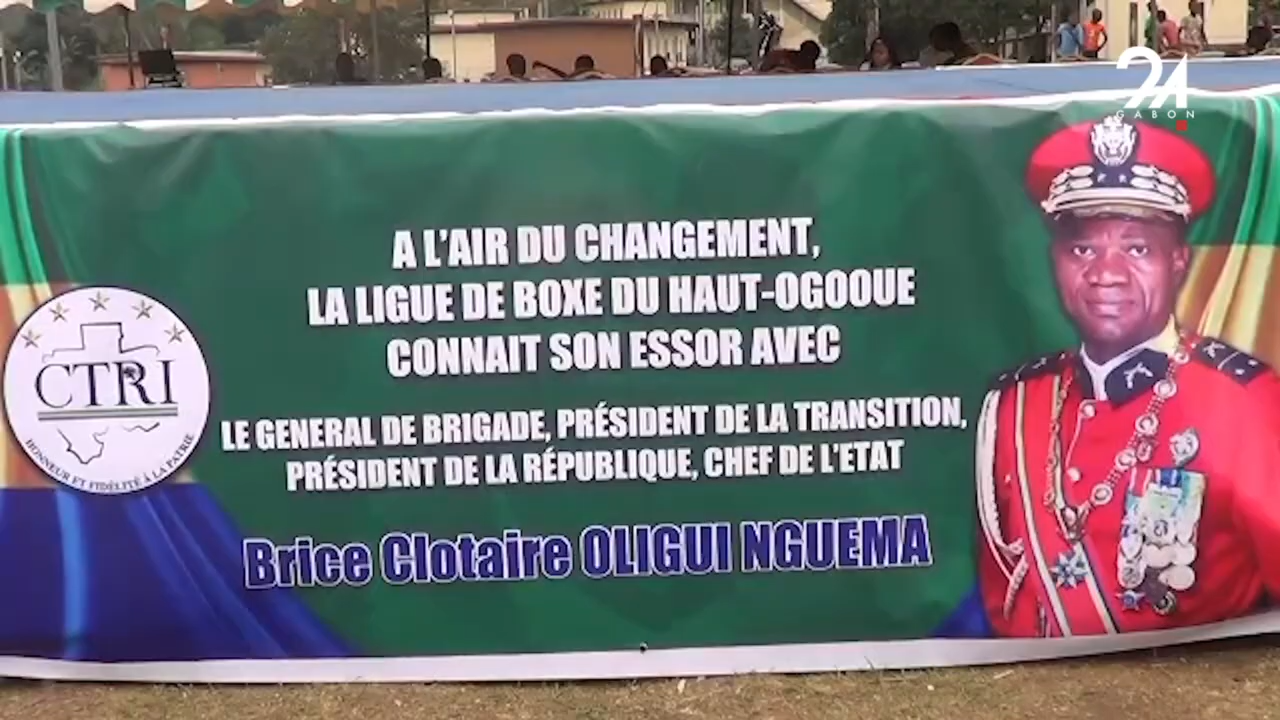 24
GABON
A L'AIR DU CHANGEMENT,
LA LIGUE DE BOXE DU HAUT-OGOOUE
CONNAIT SON ESSOR AVEC
LE GENERAL DE BRIGADE, PRÉSIDENT DE LA TRANSITION,
PRÉSIDENT DE LA RÉPUBLIQUE, CHEF DE L'ETAT
Brice Clotaire OLIGUI NGUEMA
CTRI
HONNEUR ET FIDÉLITÉ À LA PATRIE